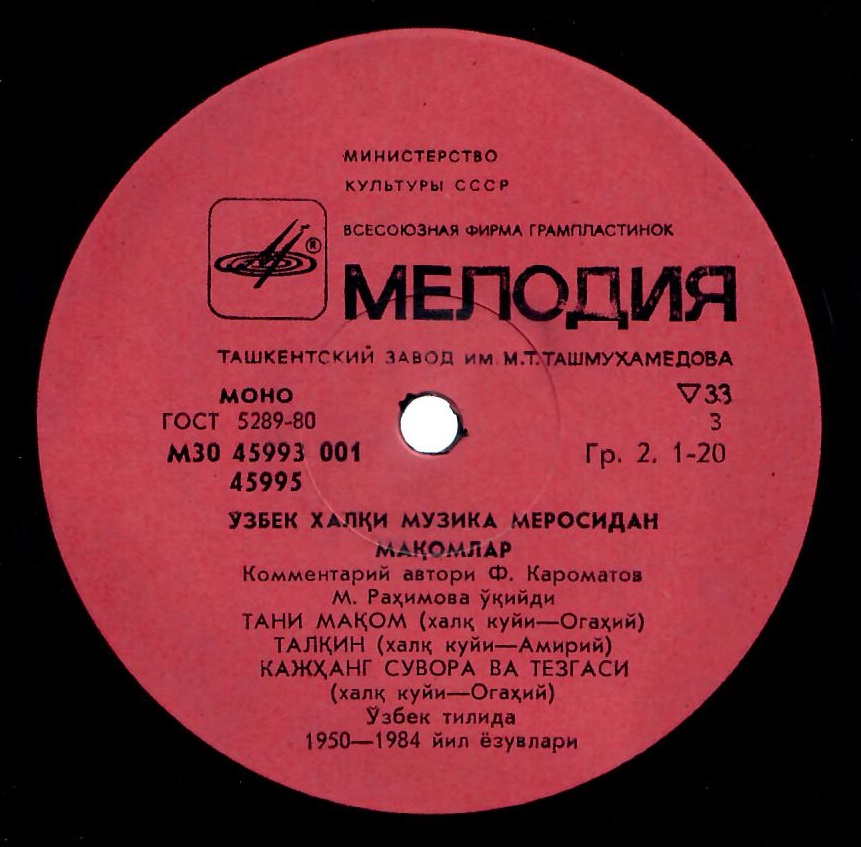 МИНИСТЕРСТВО
КУЛЬТУРЫ СССР
ВСЕСОЮЗНАЯ ФИРМА ГРАМПЛАСТИНОК
®
МЕЛОДИЯ
ТАШКЕНТСКИЙ ЗАВОД ИМ. М.Т.ТАШМУХАМЕДОВА
МОНО ▽33
ГОСТ 5289-80 3
М30 45993 001 Гр. 2. 1-20
45995
ЎЗБЕК ХАЛҚИ МУЗИКА МЕРОСИДАН
МАҚОМЛАР
Комментарий автори Ф. Кароматов
М. Раҳимова ўқийди
ТАНИ МАҚОМ (халқ куйи—Огаҳий)
ТАЛҚИН (халқ куйи—Амирий)
КАЖҲАНГ СУВОРА ВА ТЕЗГАСИ
(халқ куйи—Огаҳий)
Ўзбек тилида
1950—1984 йил ёзувлари